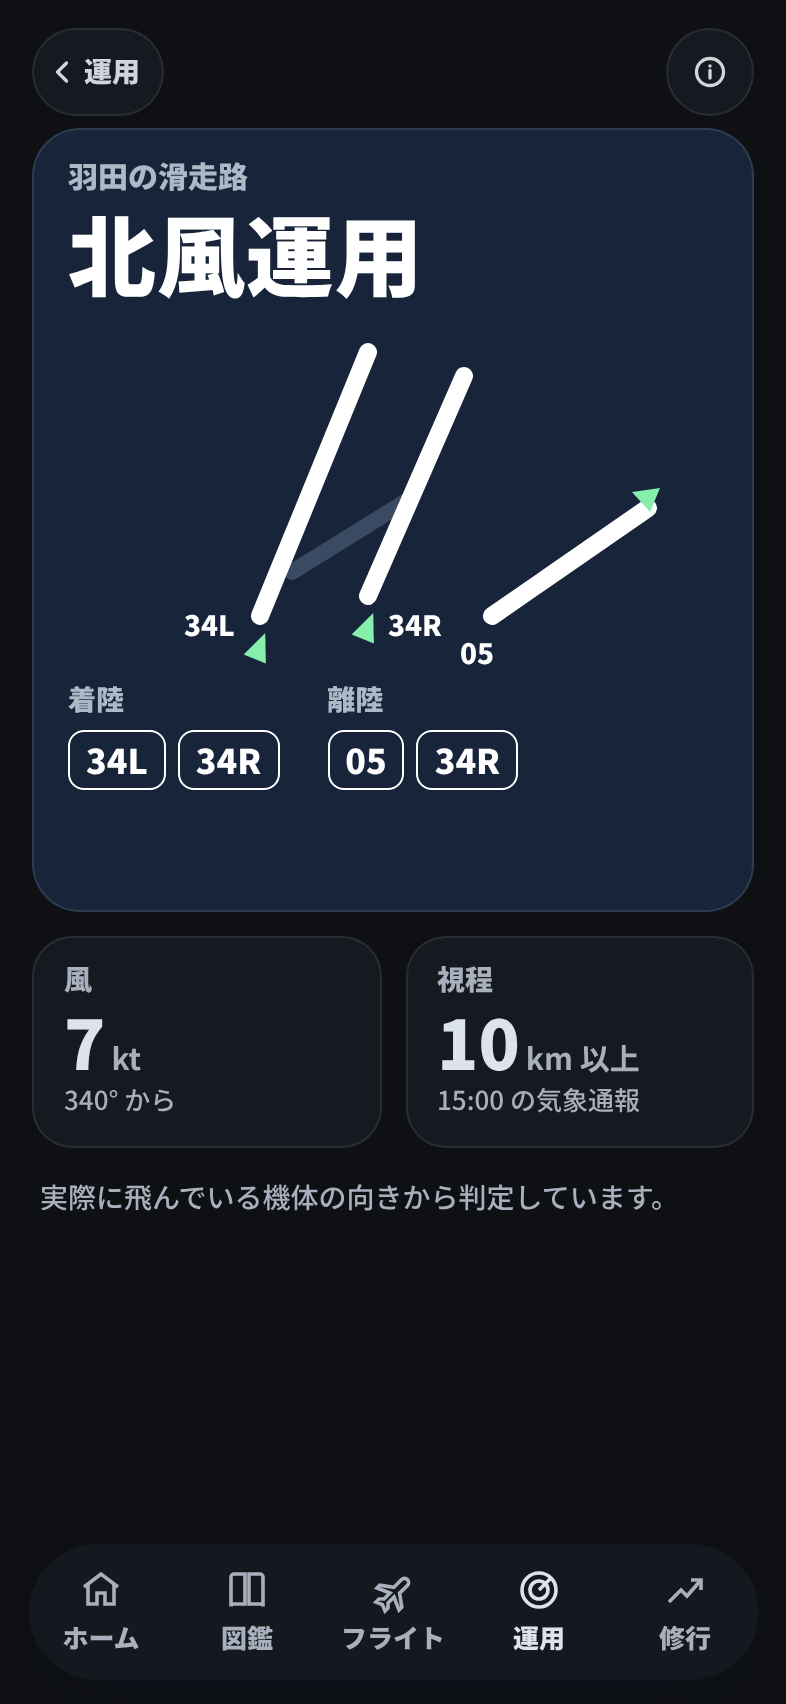 運用
羽田の滑走路
北風運用
34L
34R
05
着陸
離陸
34L
34R
05
34R
風
視程
7 kt
10 km 以上
340° から
15:00 の気象通報
実際に飛んでいる機体の向きから判定しています。
ホーム
図鑑
フライト
運用
修行